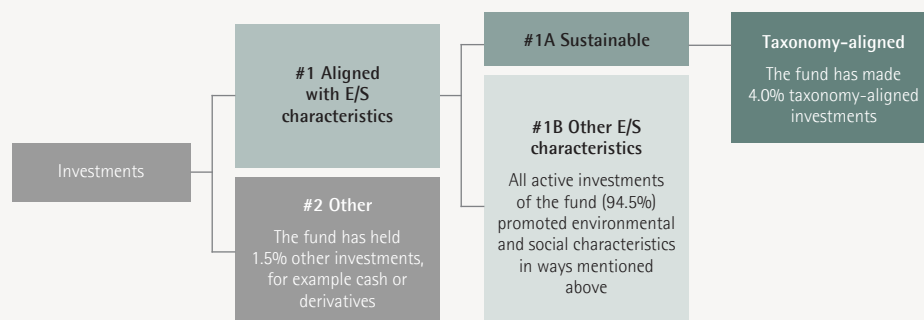 Investments
#1 Aligned
with E/S
characteristics
#2 Other
The fund has held
1.5% other investments,
for example cash or
derivatives
#1A Sustainable
#1B Other E/S
characteristics
All active investments
of the fund (94.5%)
promoted environmental
and social characteristics
in ways mentioned
above
Taxonomy-aligned
The fund has made
4.0% taxonomy-aligned
investments